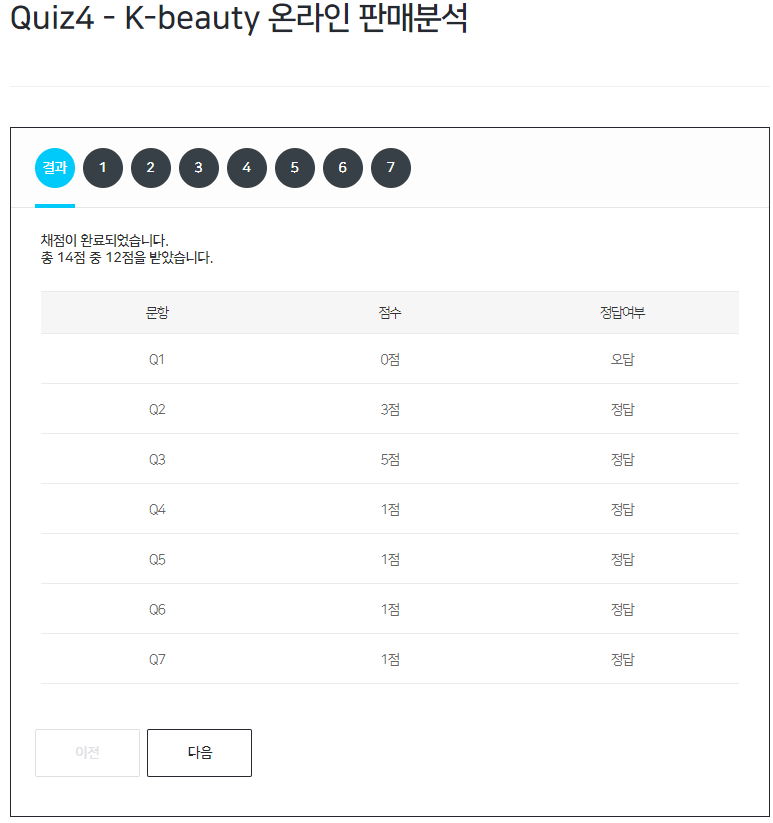 Quiz4 - K-beauty 온라인 판매분석
결과 1 2 3 4 5 6 7
채점이 완료되었습니다.
총 14점 중 12점을 받았습니다.
문항 점수 정답여부
Q1 0점 오답
Q2 3점 정답
Q3 5점 정답
Q4 1점 정답
Q5 1점 정답
Q6 1점 정답
Q7 1점 정답
이전 다음